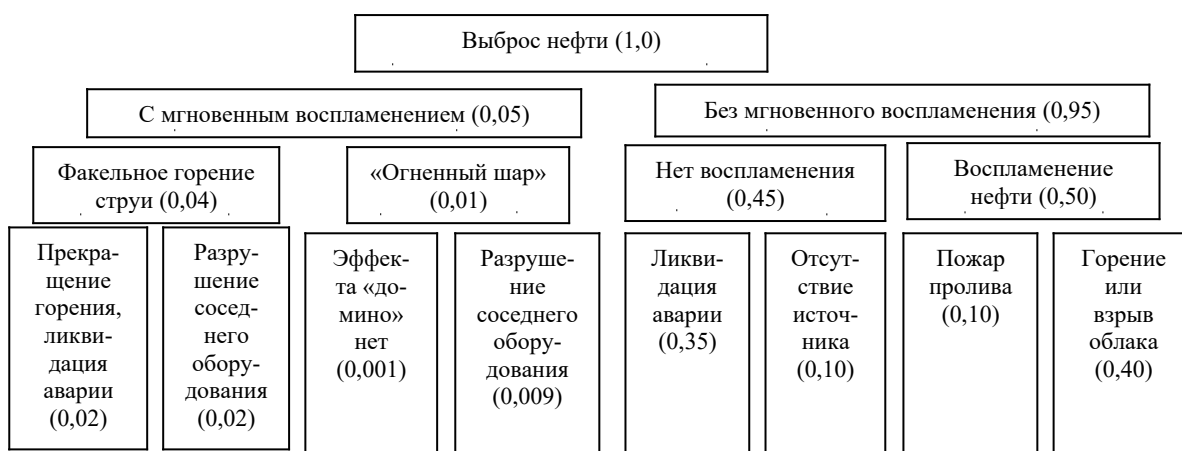 Выброс нефти (1,0)
С мгновенным воспламенением (0,05)
Без мгновенного воспламенения (0,95)
Факельное горение
струи (0,04)
«Огненный шар»
(0,01)
Нет воспламенения
(0,45)
Воспламенение
нефти (0,50)
Прекра-
щение
горения,
ликви-
дация
аварии
(0,02)
Разру-
шение
сосед-
него
обору-
дования
(0,02)
Эффек-
та «до-
мино»
нет
(0,001)
Разруше-
ние
соседнего
обору-
дования
(0,009)
Ликви-
дация
аварии
(0,35)
Отсут-
ствие
источ-
ника
(0,10)
Пожар
пролива
(0,10)
Горение
или
взрыв
облака
(0,40)